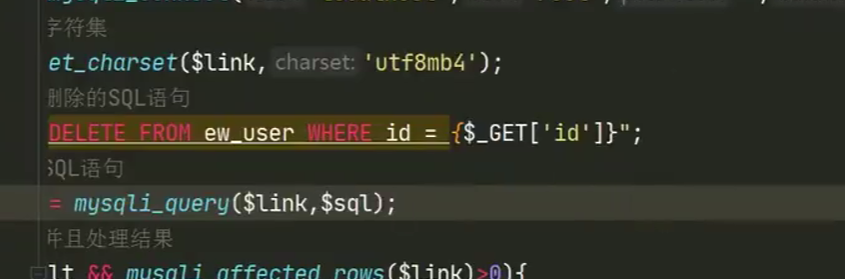 字符集
et_charset($link, charset: 'utf8mb4');
删除的SQL语句
DELETE FROM ew_user WHERE id = {$_GET['id']}";
SQL语句
= mysqli_query($link,$sql);
并且处理结果
lt && mysqli_affected_rows($link)>0){